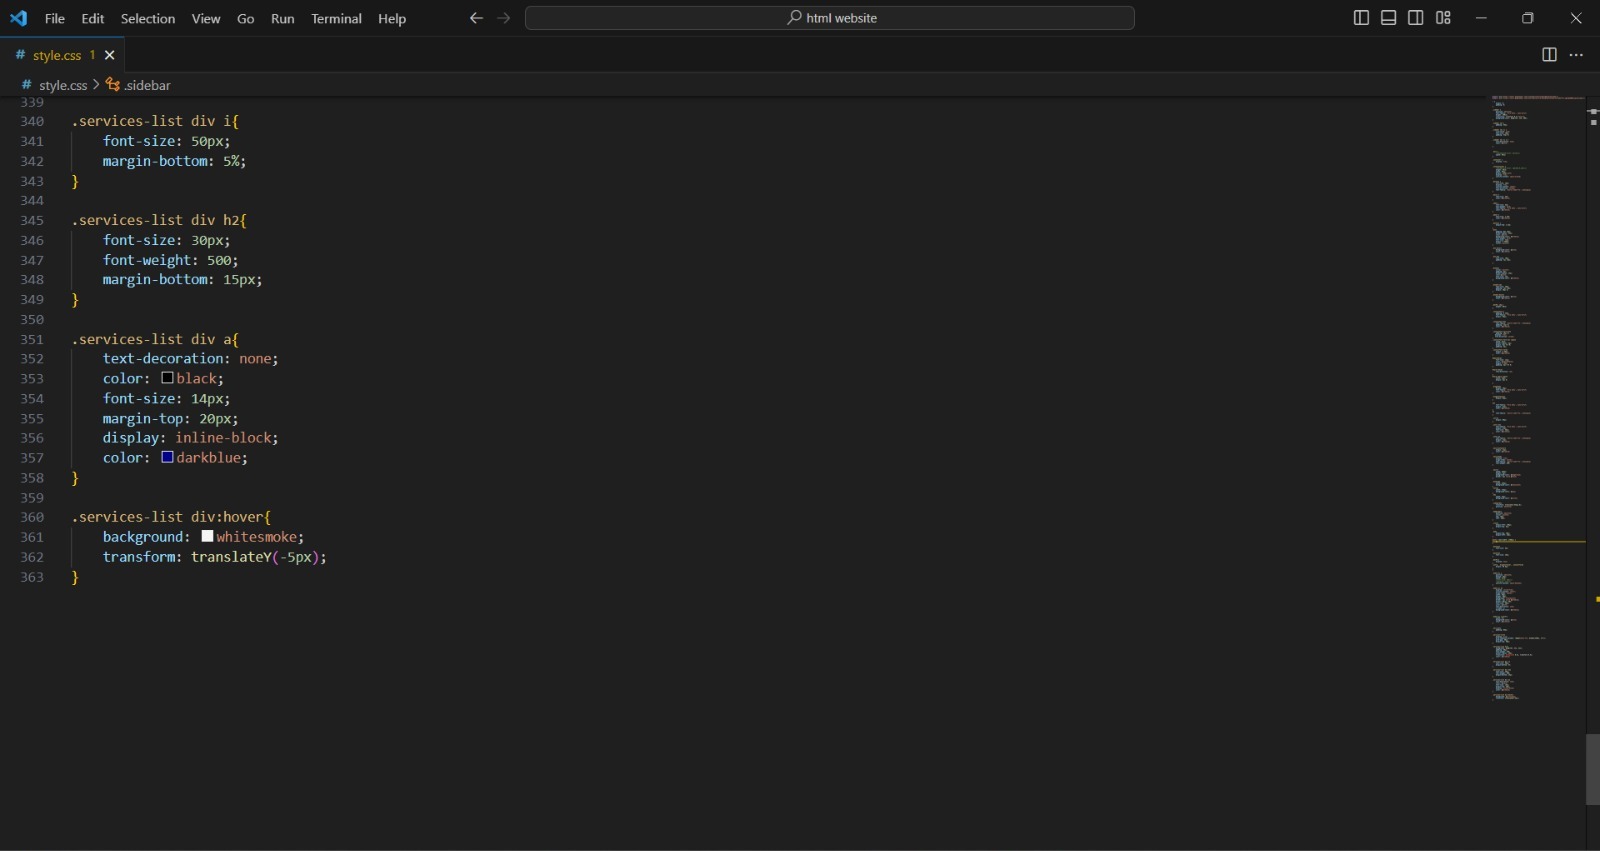 File Edit Selection View Go Run Terminal Help
html website
# style.css 1
# style.css > .sidebar
339
340 .services-list div i{
341 font-size: 50px;
342 margin-bottom: 5%;
343 }
344
345 .services-list div h2{
346 font-size: 30px;
347 font-weight: 500;
348 margin-bottom: 15px;
349 }
350
351 .services-list div a{
352 text-decoration: none;
353 color: black;
354 font-size: 14px;
355 margin-top: 20px;
356 display: inline-block;
357 color: darkblue;
358 }
359
360 .services-list div:hover{
361 background: whitesmoke;
362 transform: translateY(-5px);
363 }